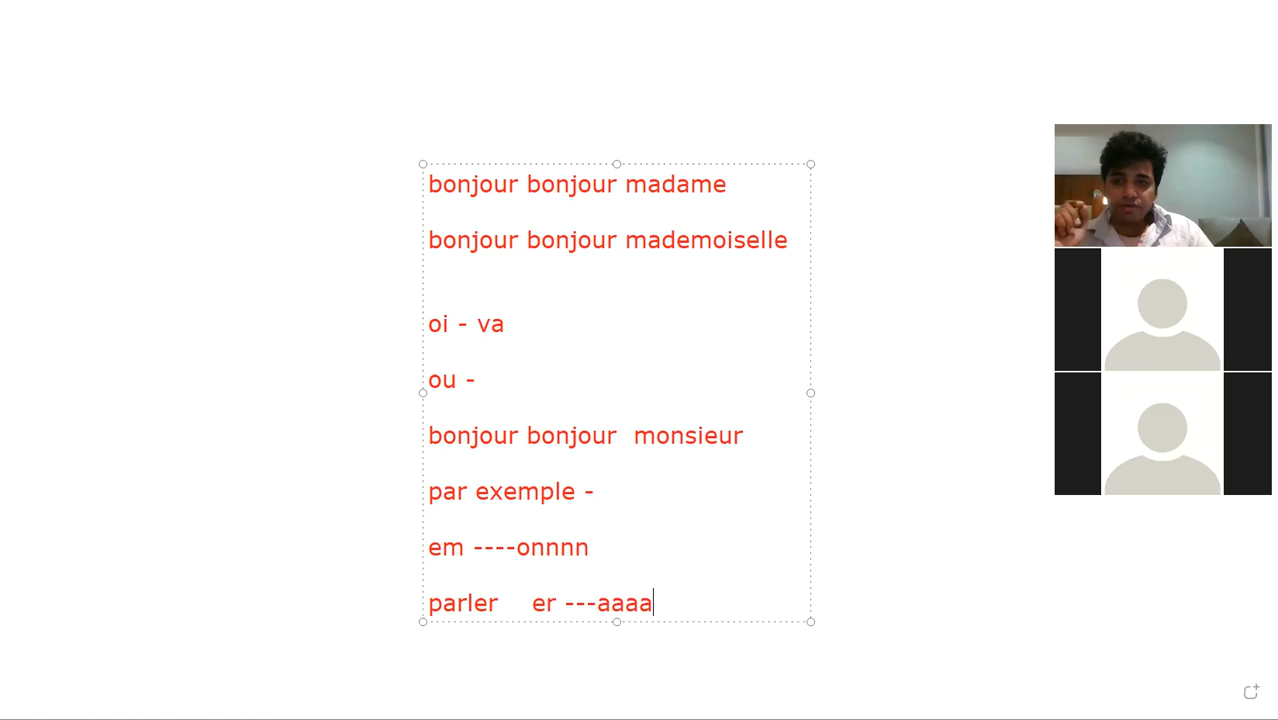 bonjour bonjour madame
bonjour bonjour mademoiselle
oi - va
ou -
bonjour bonjour  monsieur
par exemple -
em ----onnnn
parler    er ---aaaa